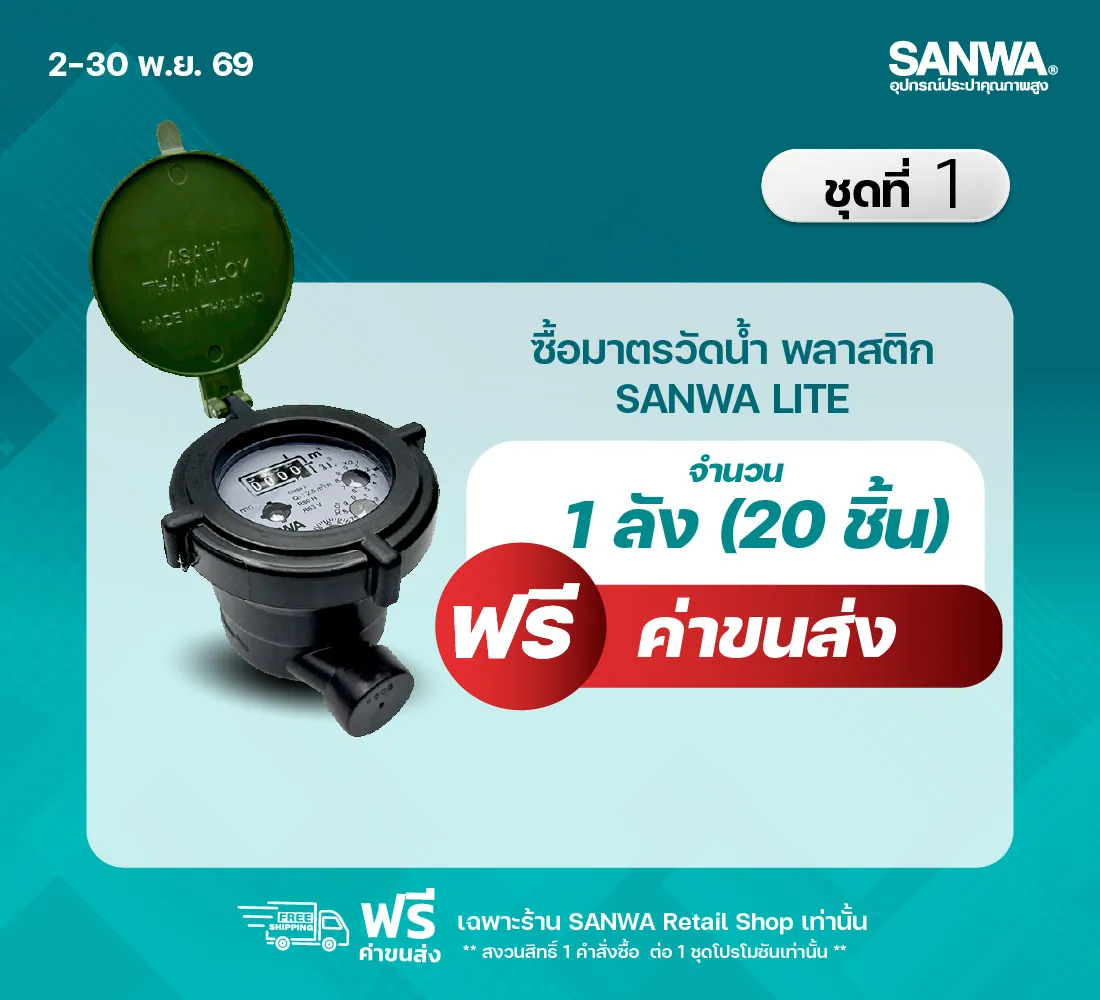 2-30 พ.ย. 69
SANWA®
อุปกรณ์ประปาคุณภาพสูง
ชุดที่ 1
ASAHI
THAI ALLOY
MADE IN THAILAND
ซื้อมาตรวัดน้ำ พลาสติก
SANWA LITE
จำนวน
1 ลัง (20 ชิ้น)
ฟรี ค่าขนส่ง
FREE
SHIPPING
ฟรี
ค่าขนส่ง
เฉพาะร้าน SANWA Retail Shop เท่านั้น
** สงวนสิทธิ์ 1 คำสั่งซื้อ ต่อ 1 ชุดโปรโมชันเท่านั้น **